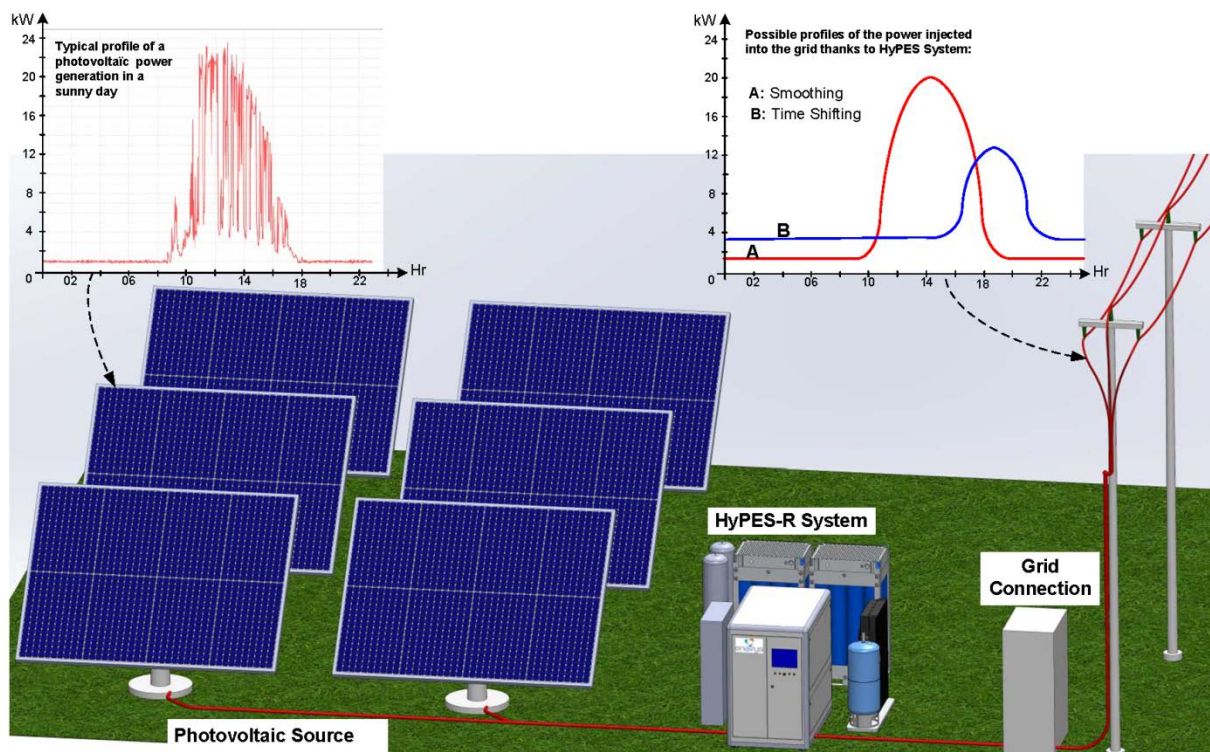 kW
24
20
16
12
8
4
0
02
06
10
14
18
22
Hr
Typical profile of a
photovoltaïc power
generation in a
sunny day
kW
24
20
16
12
8
4
0
02
06
10
14
18
22
Hr
Possible profiles of the power injected
into the grid thanks to HyPES System:
A: Smoothing
B: Time Shifting
B
A
HyPES-R System
Grid
Connection
Photovoltaic Source